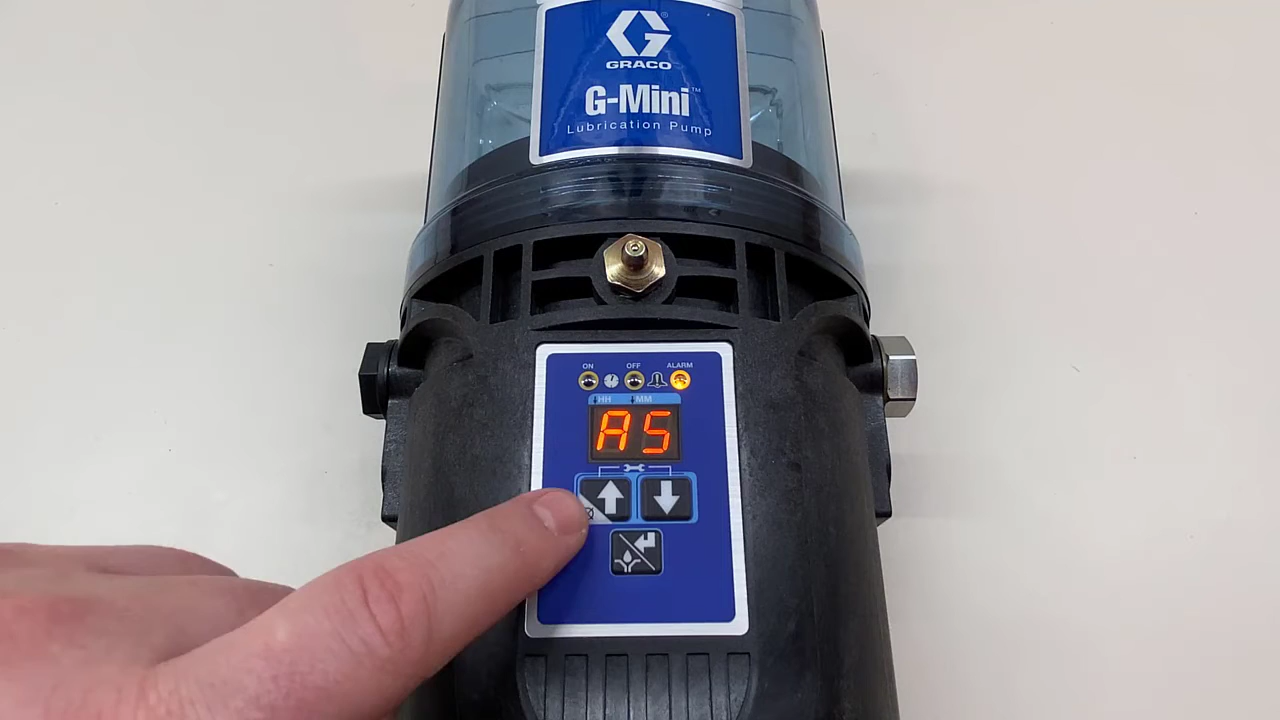 GRACO®
G-Mini™
Lubrication Pump
ON OFF ALARM
HH MM
A5